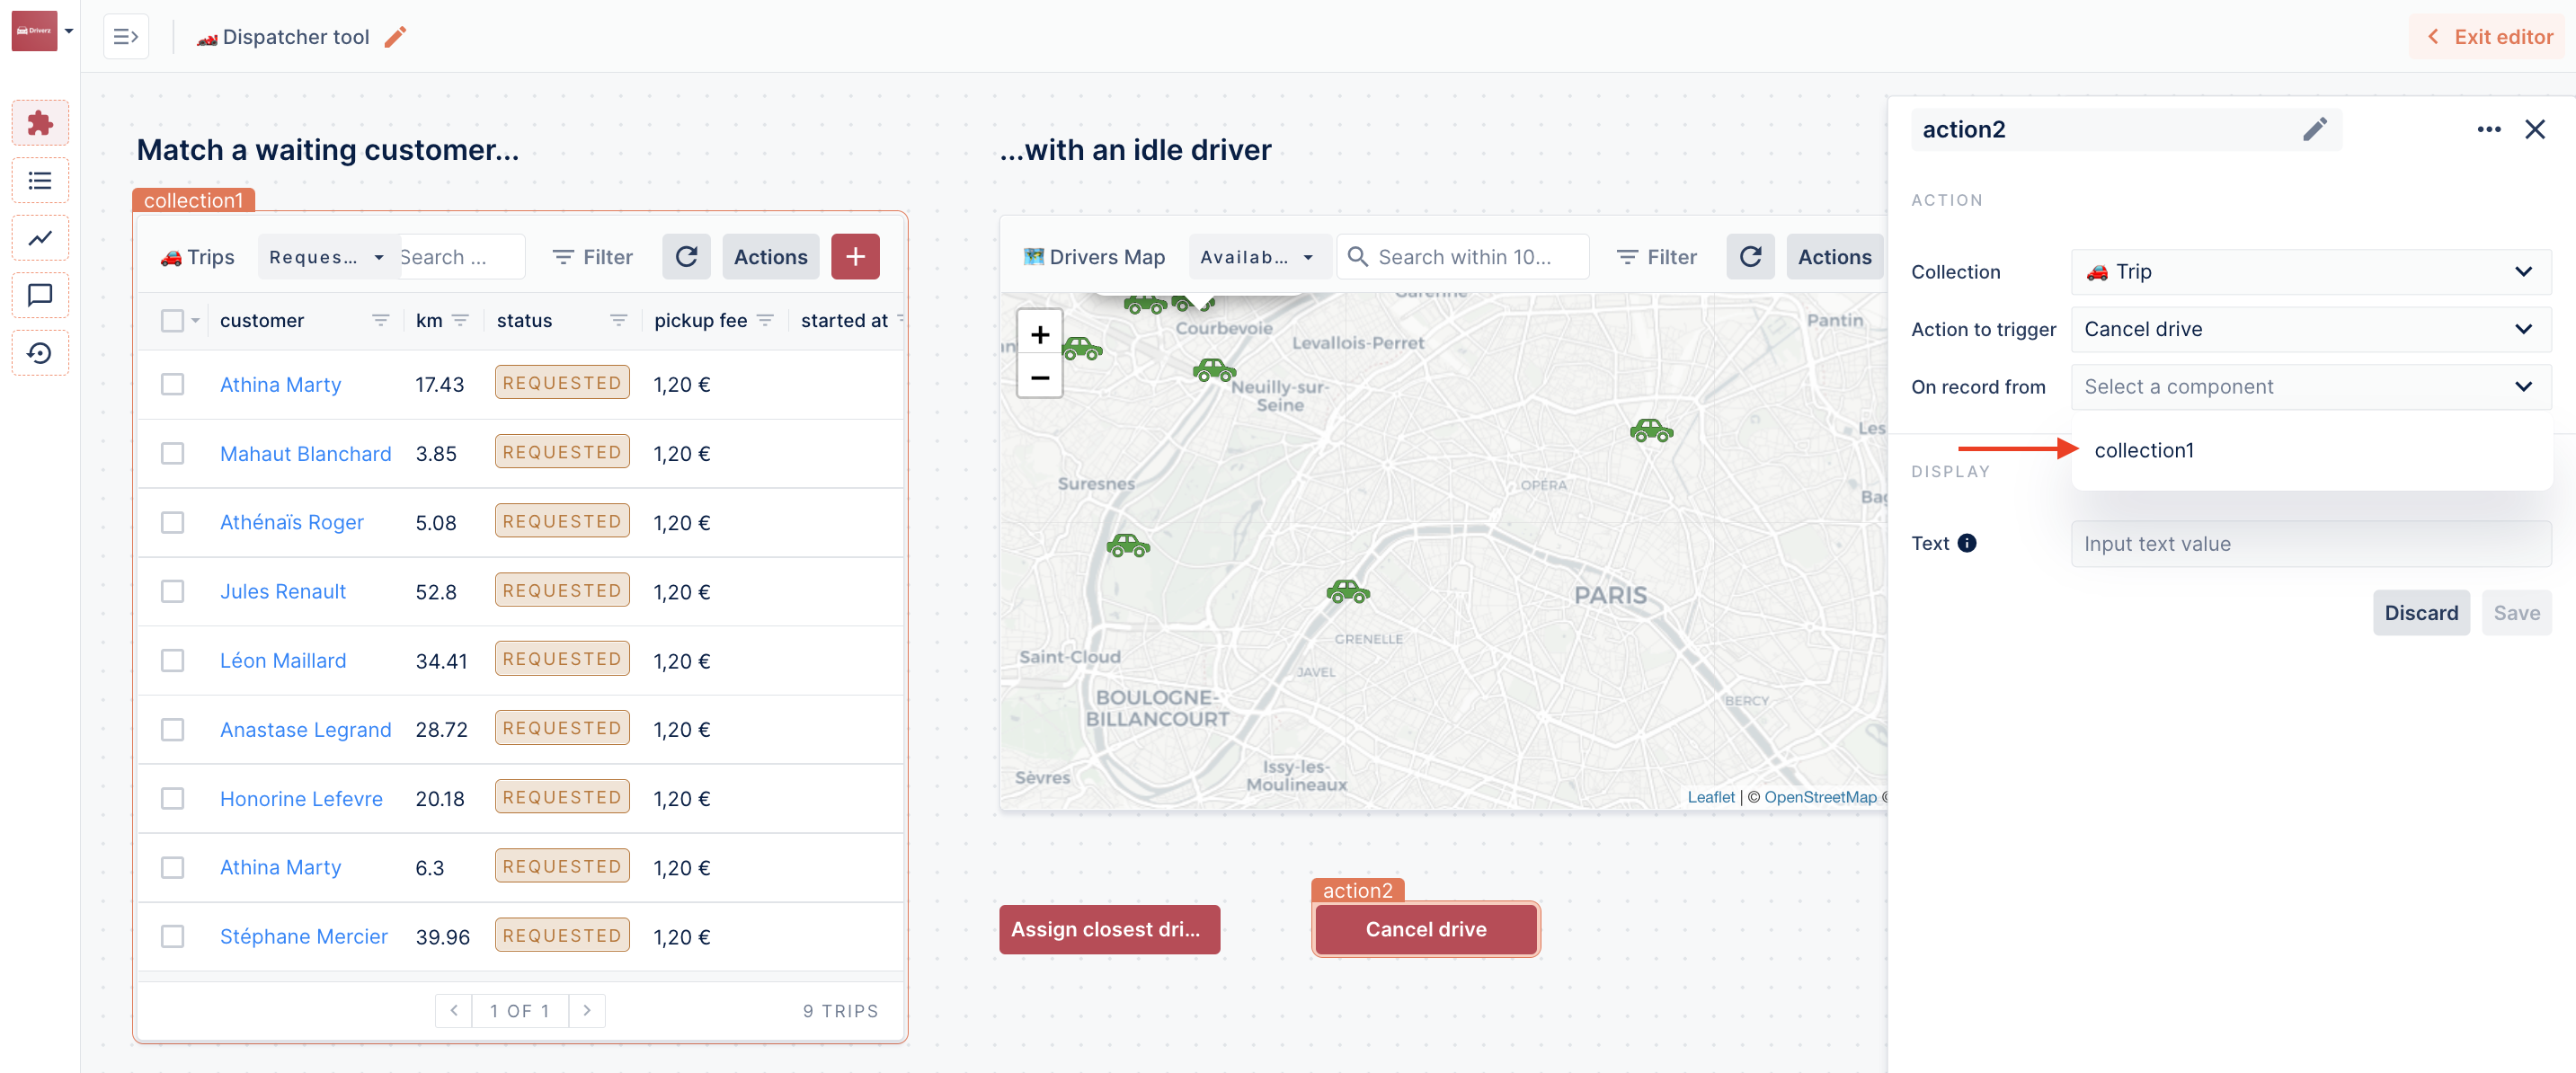 Driverz
Dispatcher tool
Exit editor
Match a waiting customer...
...with an idle driver
collection1
Trips
Reques...
Search ...
Filter
Actions
customer
km
status
pickup fee
started at
Athina Marty 17.43 REQUESTED 1,20 €
Mahaut Blanchard 3.85 REQUESTED 1,20 €
Athénaïs Roger 5.08 REQUESTED 1,20 €
Jules Renault 52.8 REQUESTED 1,20 €
Léon Maillard 34.41 REQUESTED 1,20 €
Anastase Legrand 28.72 REQUESTED 1,20 €
Honorine Lefevre 20.18 REQUESTED 1,20 €
Athina Marty 6.3 REQUESTED 1,20 €
Stéphane Mercier 39.96 REQUESTED 1,20 €
1 OF 1
9 TRIPS
Drivers Map
Availab...
Search within 10...
Filter
Actions
+
−
Courbevoie
Levallois-Perret
Pantin
Neuilly-sur-
Seine
Les
Suresnes
OPÉRA
Bag
PARIS
GRENELLE
Saint-Cloud
JAVEL
BOULOGNE-
BILLANCOURT
BERCY
Sèvres
Issy-les-
Moulineaux
Leaflet | © OpenStreetMap ©
Assign closest dri...
action2
Cancel drive
action2
ACTION
Collection
Trip
Action to trigger
Cancel drive
On record from
Select a component
collection1
DISPLAY
Text
Input text value
Discard
Save